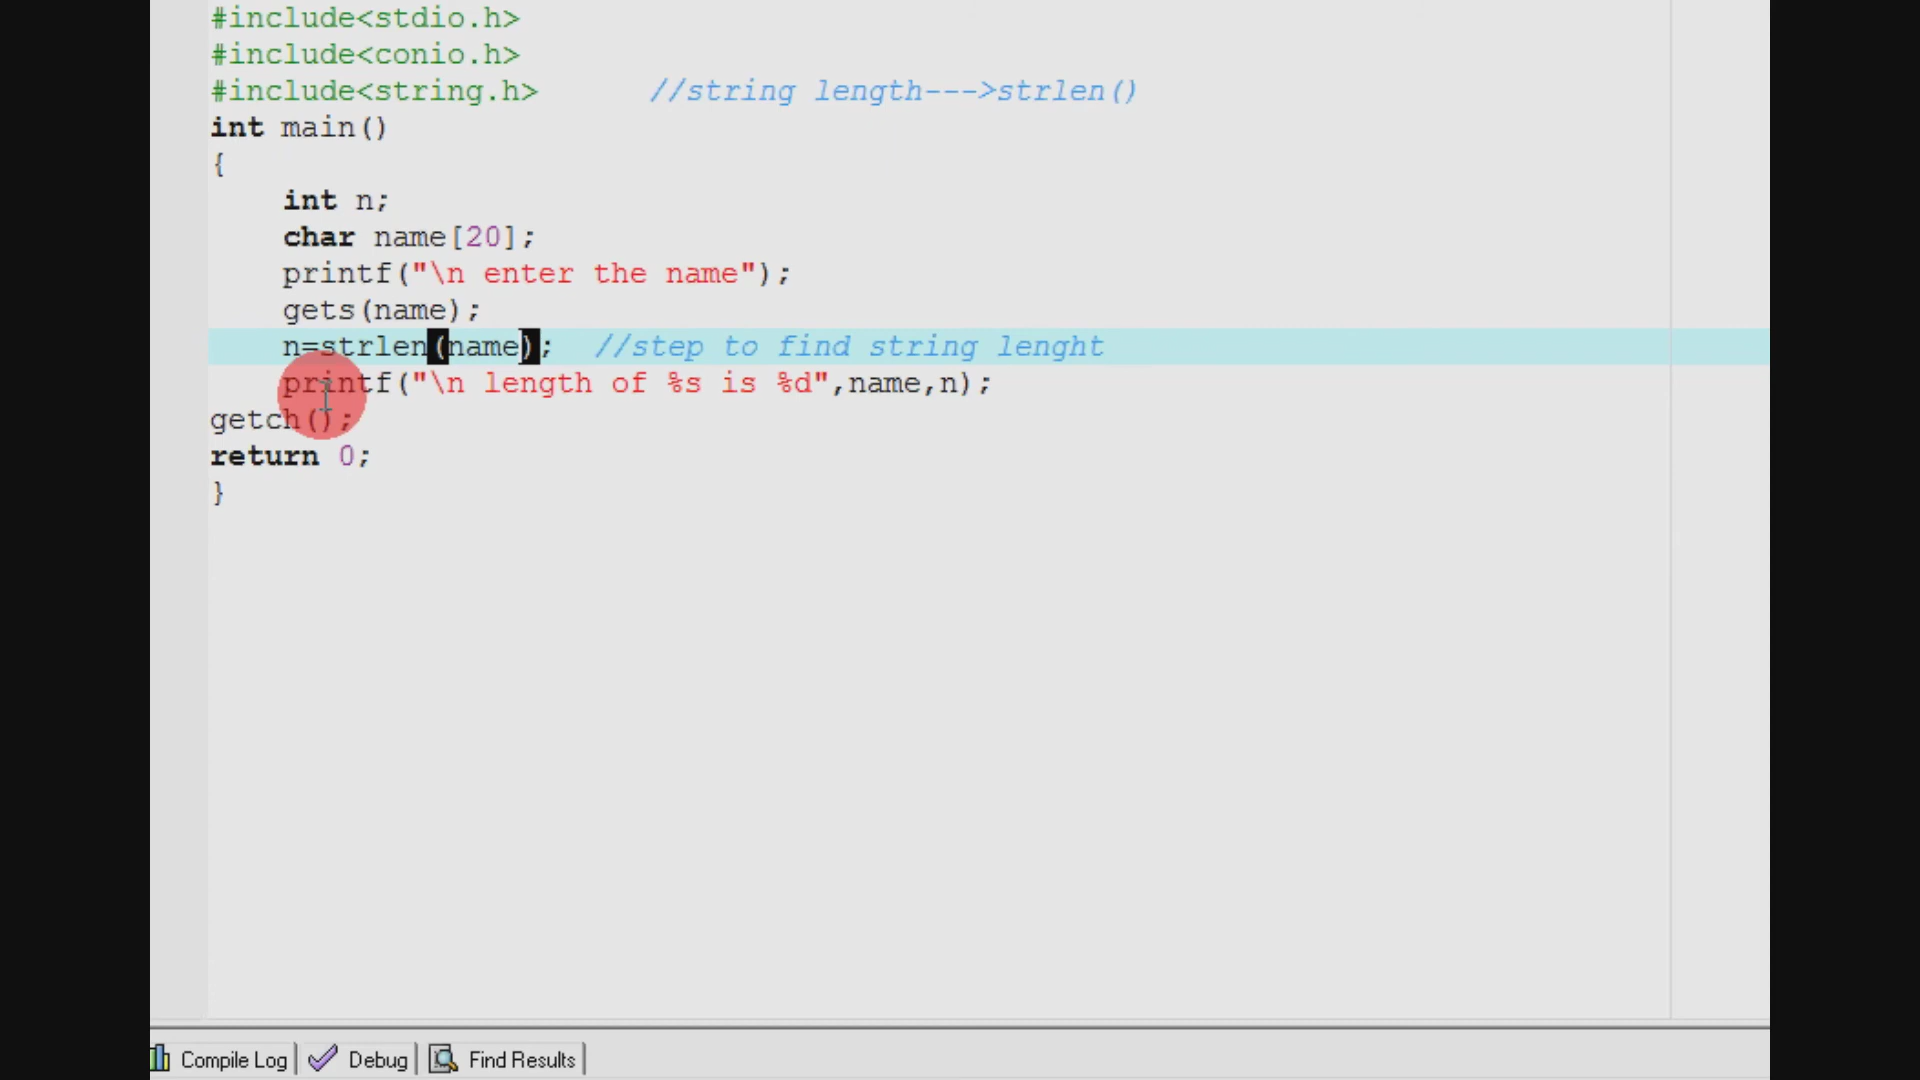 #include<stdio.h>
#include<conio.h>
#include<string.h>      //string length--->strlen()
int main()
{
    int n;
    char name[20];
    printf("\n enter the name");
    gets(name);
    n=strlen(name);  //step to find string lenght
    printf("\n length of %s is %d",name,n);
getch();
return 0;
}
Compile Log Debug Find Results